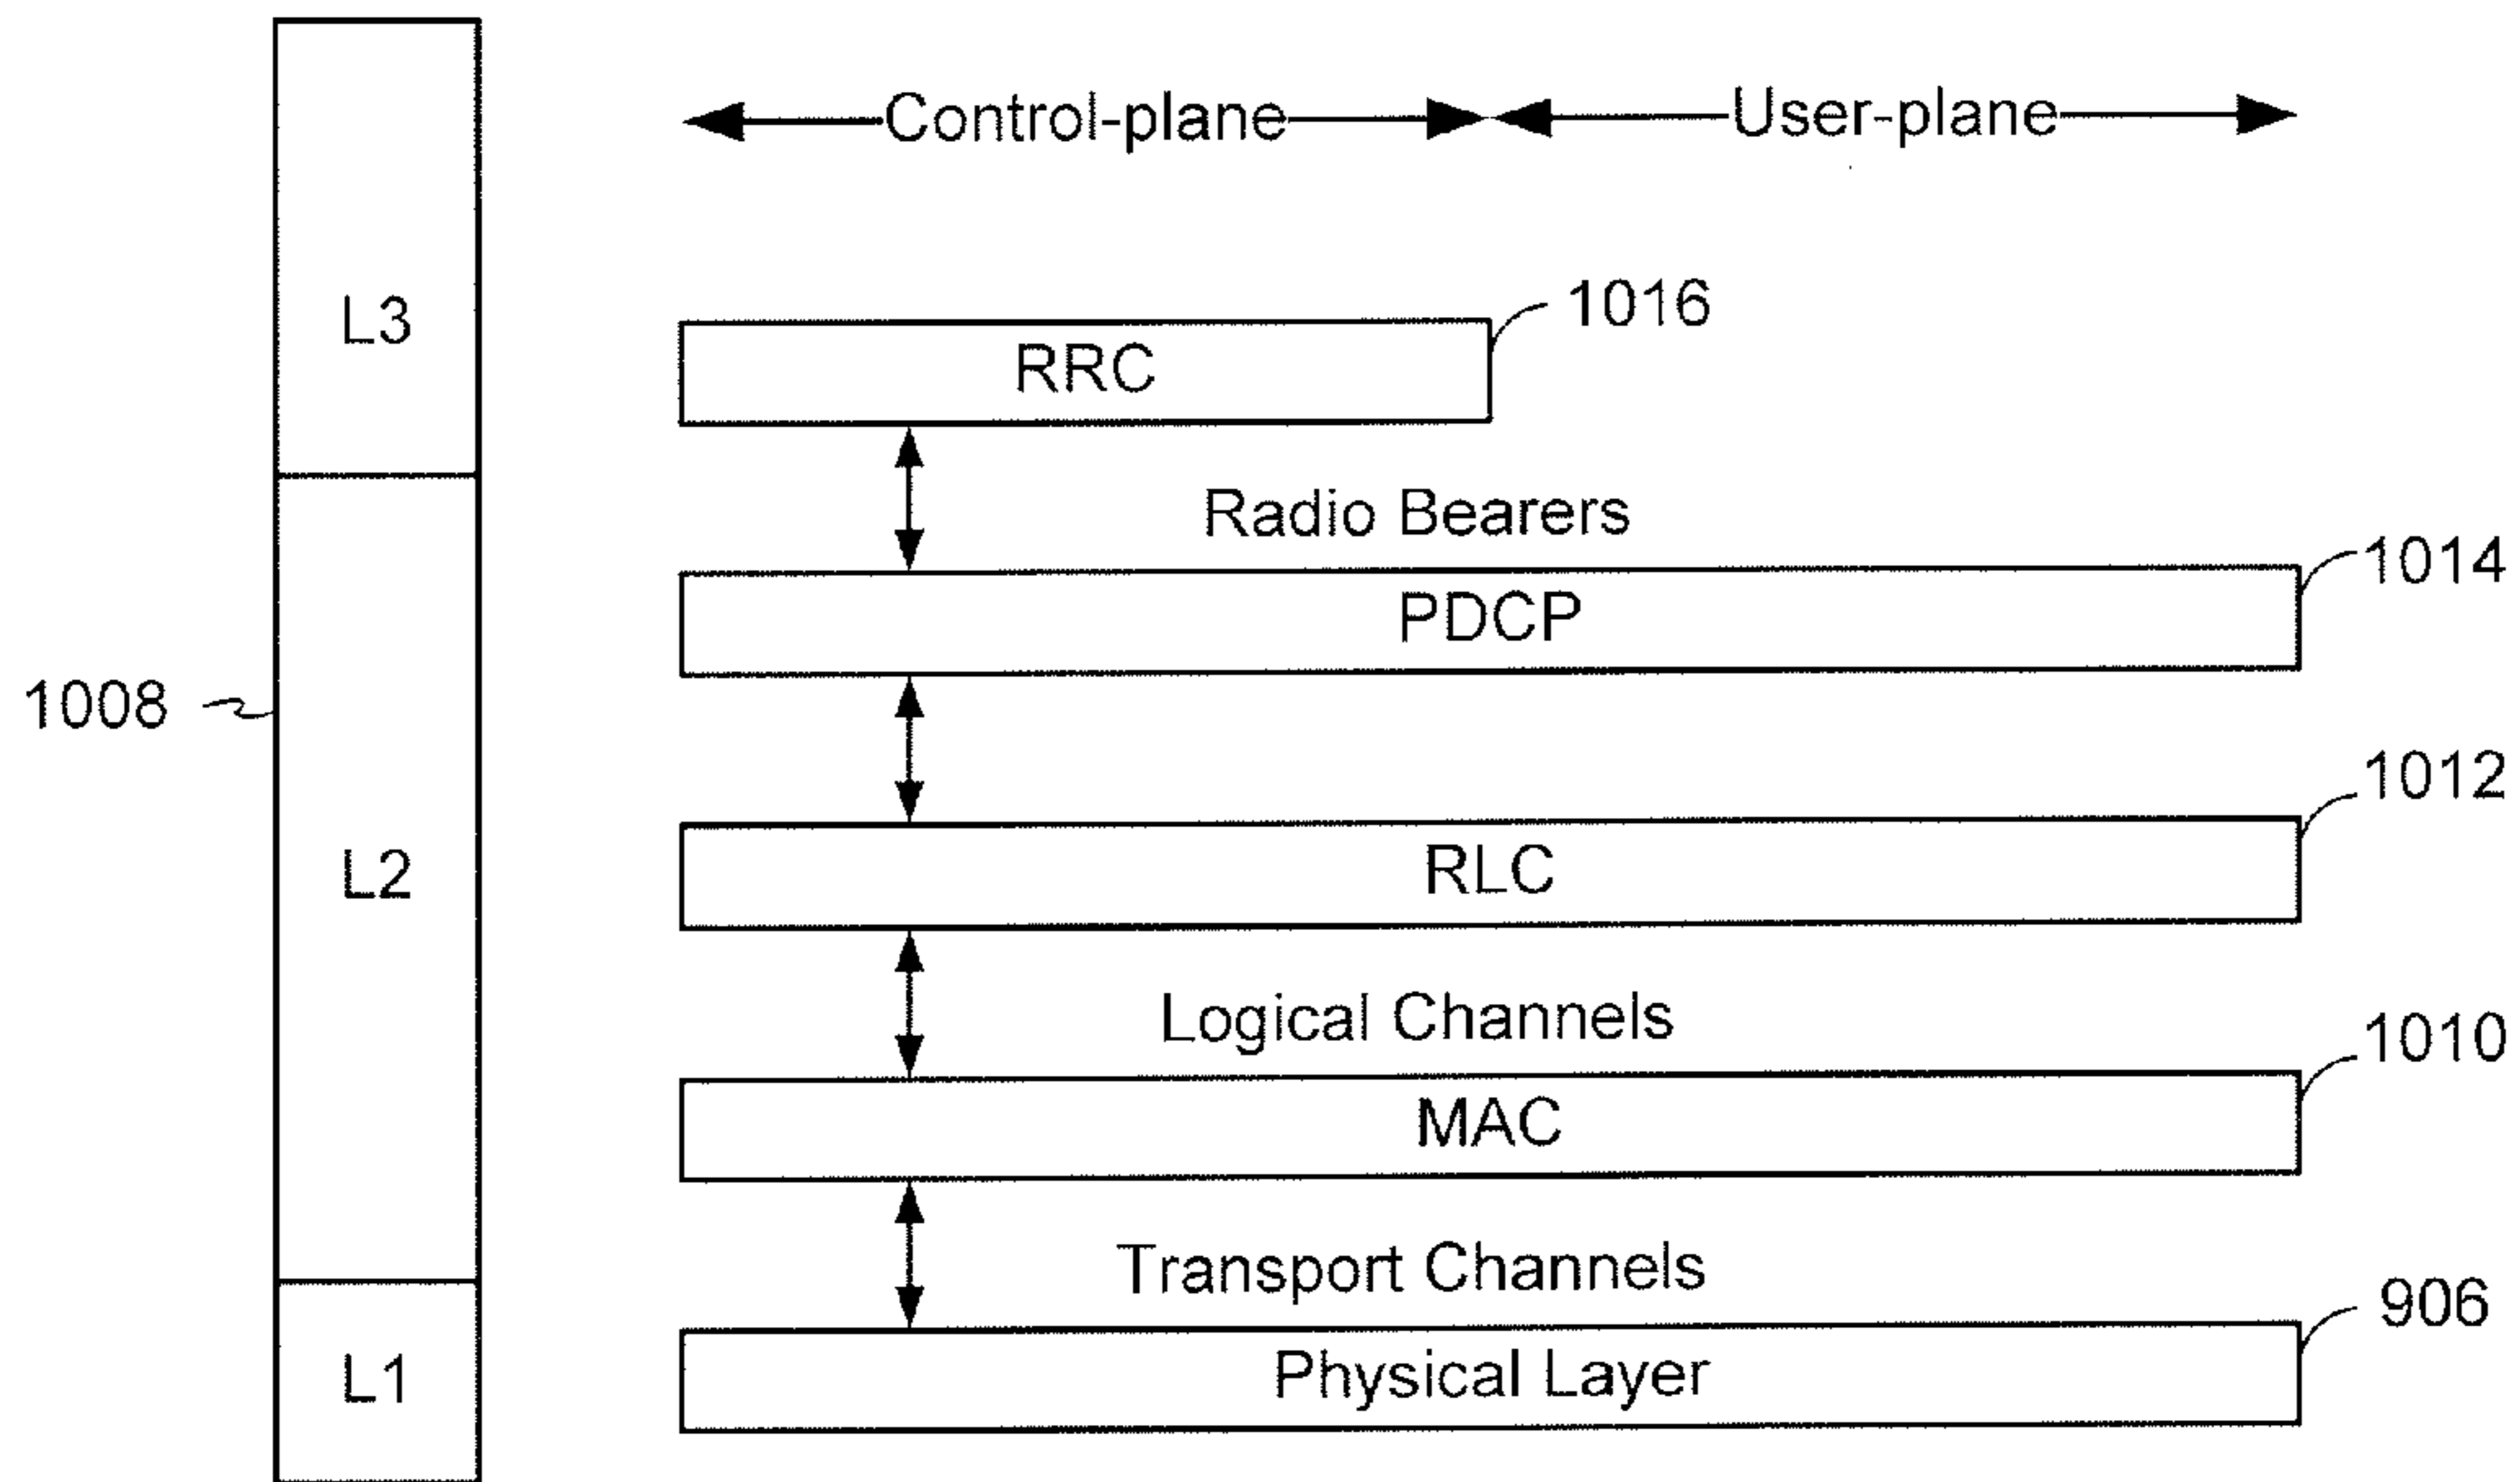 Control-plane
User-plane
1016
L3
RRC
Radio Bearers
1014
PDCP
1008
1012
L2
RLC
Logical Channels
1010
MAC
Transport Channels
906
L1
Physical Layer